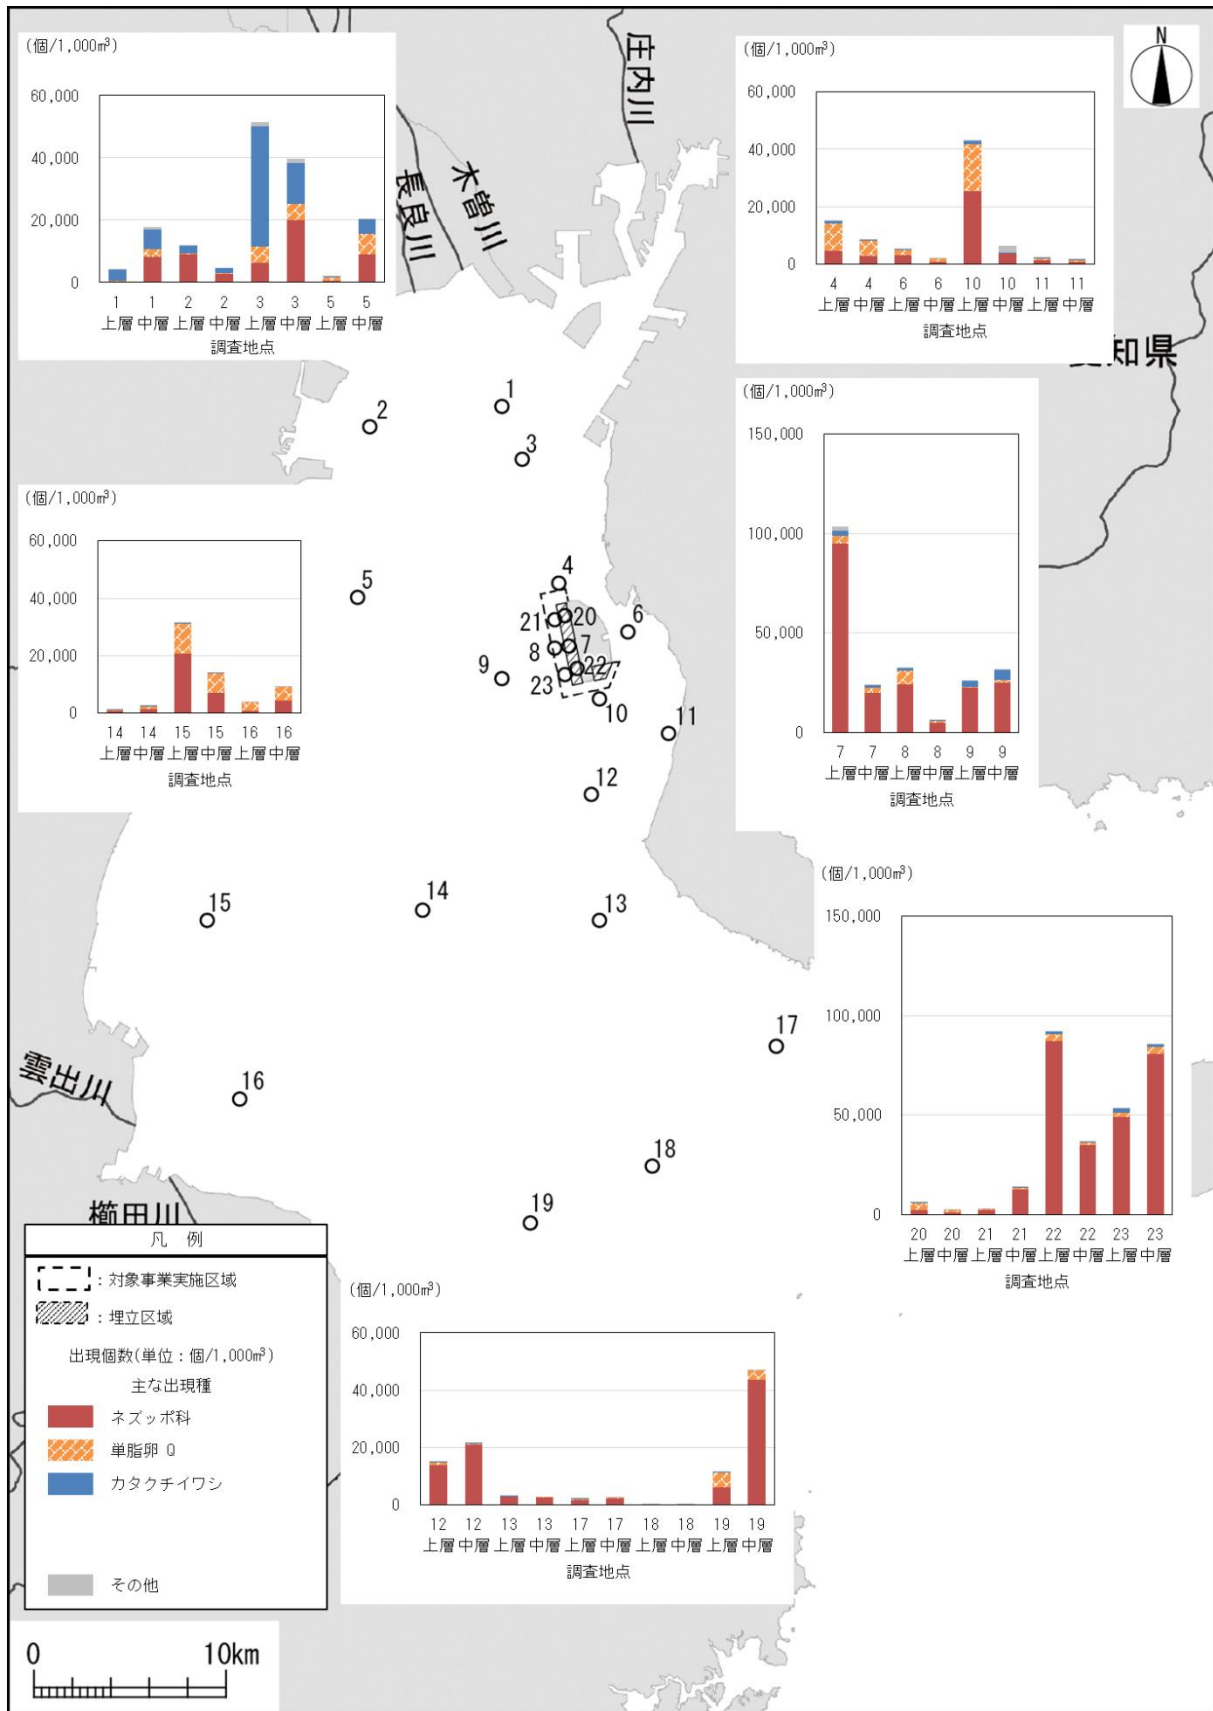 (個/1,000m³)
60,000
40,000
20,000
0
1 1 2 2 3 3 5 5
上層 中層 上層 中層 上層 中層 上層 中層
調査地点
庄内川
木曽川
長良川
(個/1,000m³)
60,000
40,000
20,000
0
4 4 6 6 10 10 11 11
上層 中層 上層 中層 上層 中層 上層 中層
調査地点
N
知県
(個/1,000m³)
150,000
100,000
50,000
0
7 7 8 8 9 9
上層 中層 上層 中層 上層 中層
調査地点
(個/1,000m³)
60,000
40,000
20,000
0
14 14 15 15 16 16
上層 中層 上層 中層 上層 中層
調査地点
1
2
3
4
5
6
20
21
7
8
22
9
23
10
11
12
13
14
15
16
17
18
19
(個/1,000m³)
150,000
100,000
50,000
0
20 20 21 21 22 22 23 23
上層 中層 上層 中層 上層 中層 上層 中層
調査地点
雲出川
櫛田川
凡 例
：対象事業実施区域
：埋立区域
出現個数(単位：個/1,000m³)
主な出現種
ネズッポ科
単脂卵 Q
カタクチイワシ
その他
(個/1,000m³)
60,000
40,000
20,000
0
12 12 13 13 17 17 18 18 19 19
上層 中層 上層 中層 上層 中層 上層 中層 上層 中層
調査地点
0 10km